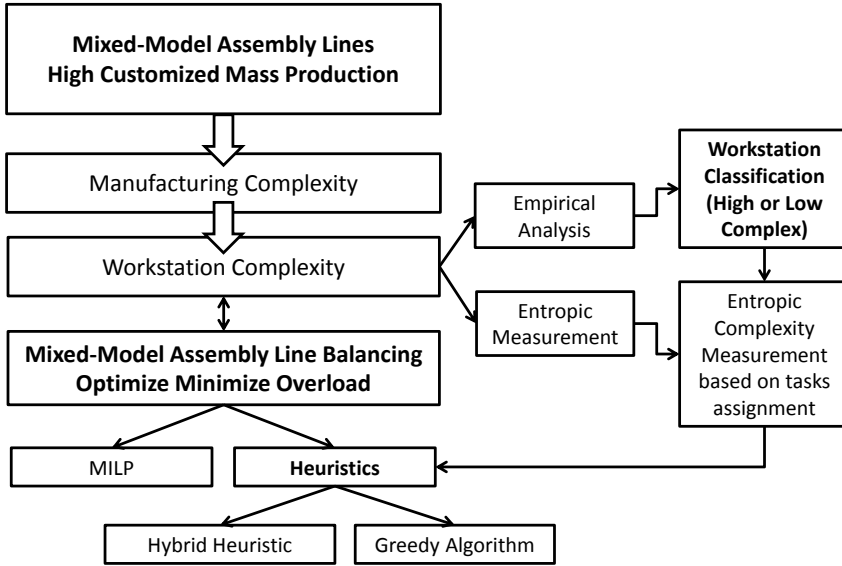 Mixed-Model Assembly Lines
High Customized Mass Production
Manufacturing Complexity
Workstation Complexity
Mixed-Model Assembly Line Balancing
Optimize Minimize Overload
MILP
Heuristics
Hybrid Heuristic
Greedy Algorithm
Empirical
Analysis
Entropic
Measurement
Workstation
Classification
(High or Low
Complex)
Entropic
Complexity
Measurement
based on tasks
assignment